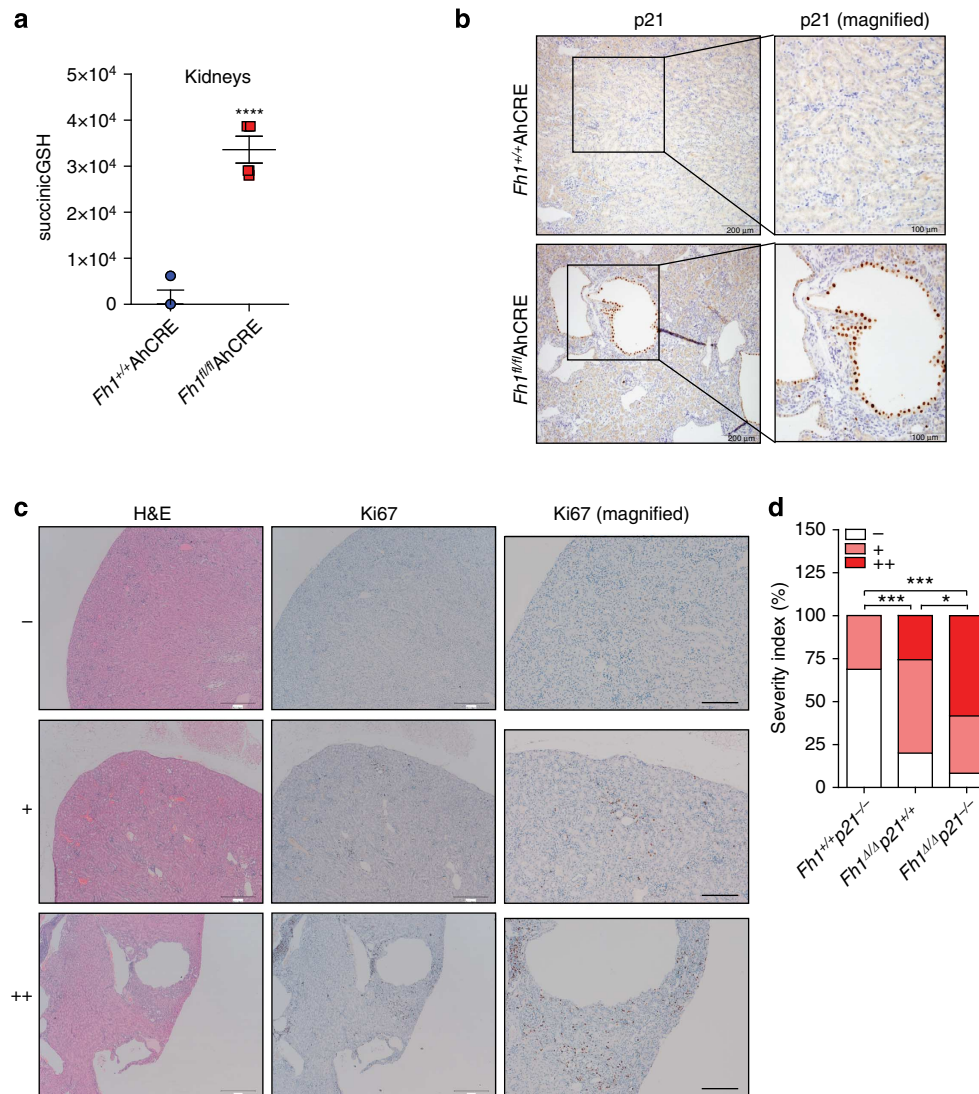 a
Kidneys
succinicGSH
5×10⁴
4×10⁴
3×10⁴
2×10⁴
1×10⁴
0
****
Fh1+/+AhCRE
Fh1fl/flAhCRE
b
p21
p21 (magnified)
Fh1+/+AhCRE
200 μm
100 μm
Fh1fl/flAhCRE
200 μm
100 μm
c
H&E
Ki67
Ki67 (magnified)
−
+
++
d
Severity index (%)
150
125
100
75
50
25
0
−
+
++
***
***
*
Fh1+/+p21−/−
Fh1Δ/Δp21+/+
Fh1Δ/Δp21−/−